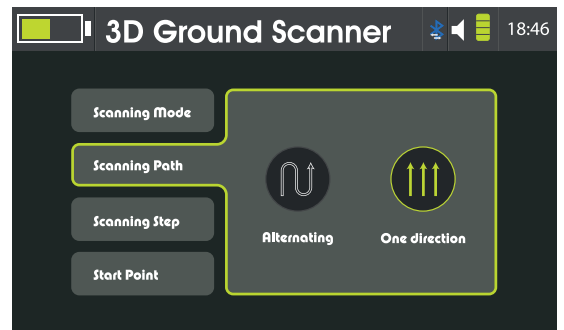 3D Ground Scanner
18:46
Scanning Mode
Scanning Path
Scanning Step
Start Point
Alternating
One direction